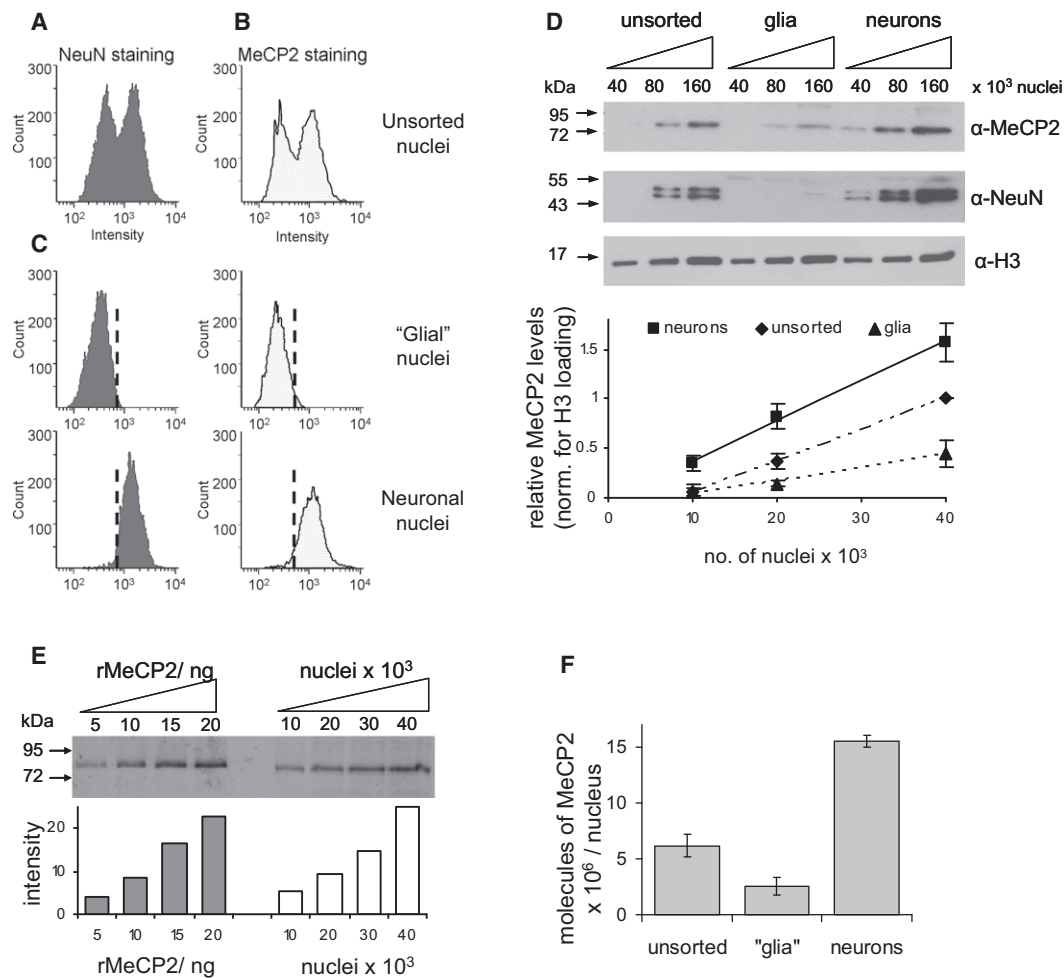 A
B
NeuN staining
MeCP2 staining
300
200
100
Count
10² 10³ 10⁴
Intensity
300
200
100
Count
10² 10³ 10⁴
Intensity
Unsorted
nuclei
C
300
200
100
Count
10² 10³ 10⁴
300
200
100
Count
10² 10³ 10⁴
"Glial"
nuclei
300
200
100
Count
10² 10³ 10⁴
300
200
100
Count
10² 10³ 10⁴
Neuronal
nuclei
D
unsorted glia neurons
kDa 40 80 160 40 80 160 40 80 160 x 10³ nuclei
95
72
α-MeCP2
55
43
α-NeuN
17
α-H3
neurons unsorted glia
relative MeCP2 levels
(norm. for H3 loading)
1.5
1
0.5
0
0 10 20 30 40
no. of nuclei x 10³
E
rMeCP2/ ng nuclei x 10³
kDa 5 10 15 20 10 20 30 40
95
72
intensity
20
10
0
5 10 15 20 10 20 30 40
rMeCP2/ ng nuclei x 10³
F
molecules of MeCP2
x 10⁶ / nucleus
15
10
5
0
unsorted "glia" neurons